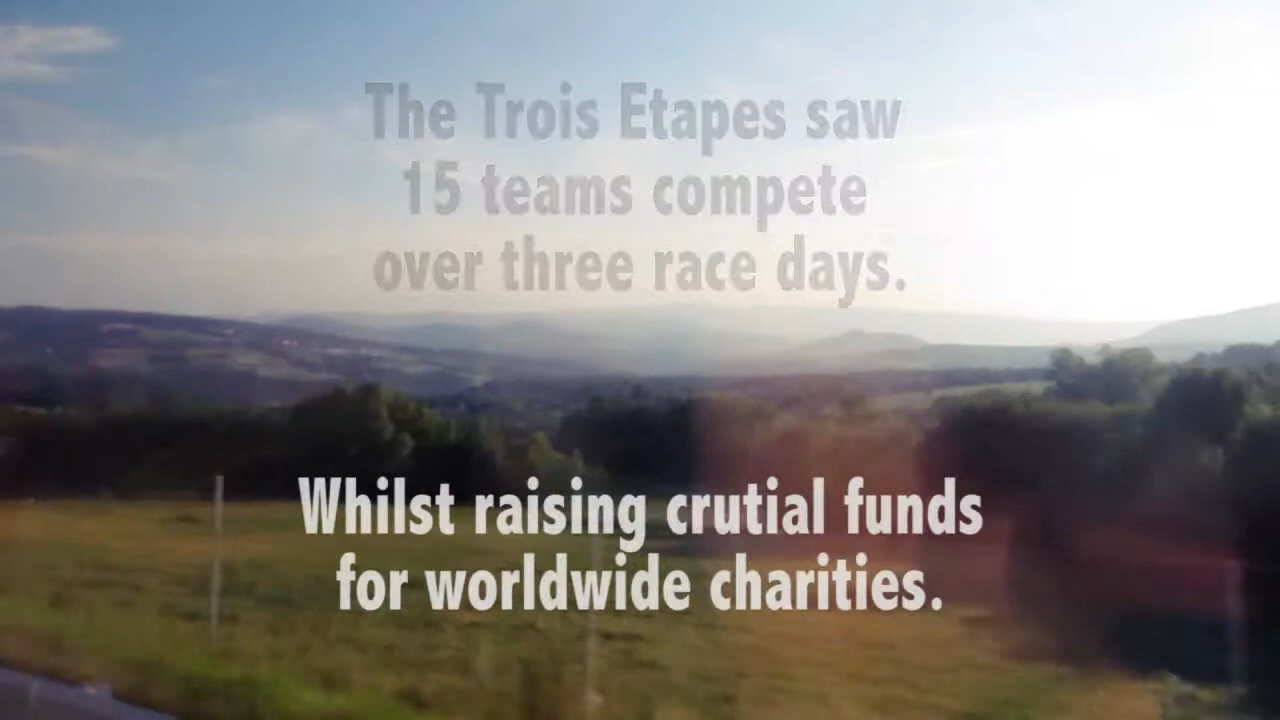 The Trois Etapes saw
15 teams compete
over three race days.
Whilst raising crutial funds
for worldwide charities.